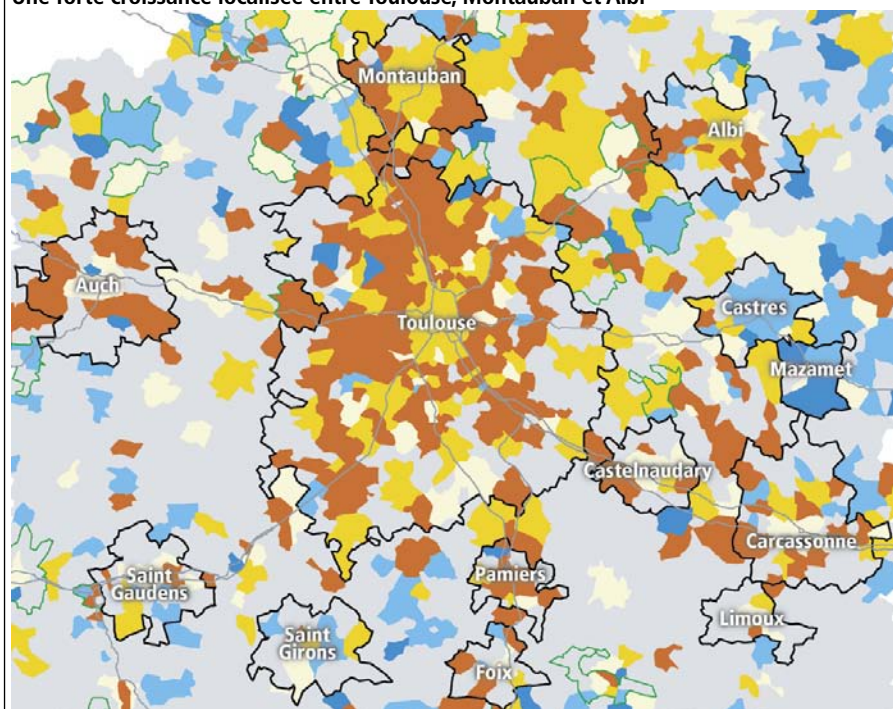 Une forte croissance localisée entre Toulouse, Montauban et Albi
Montauban
Albi
Auch
Toulouse
Castres
Mazamet
Castelnaudary
Carcassonne
Saint
Gaudens
Pamiers
Limoux
Saint
Girons
Foix